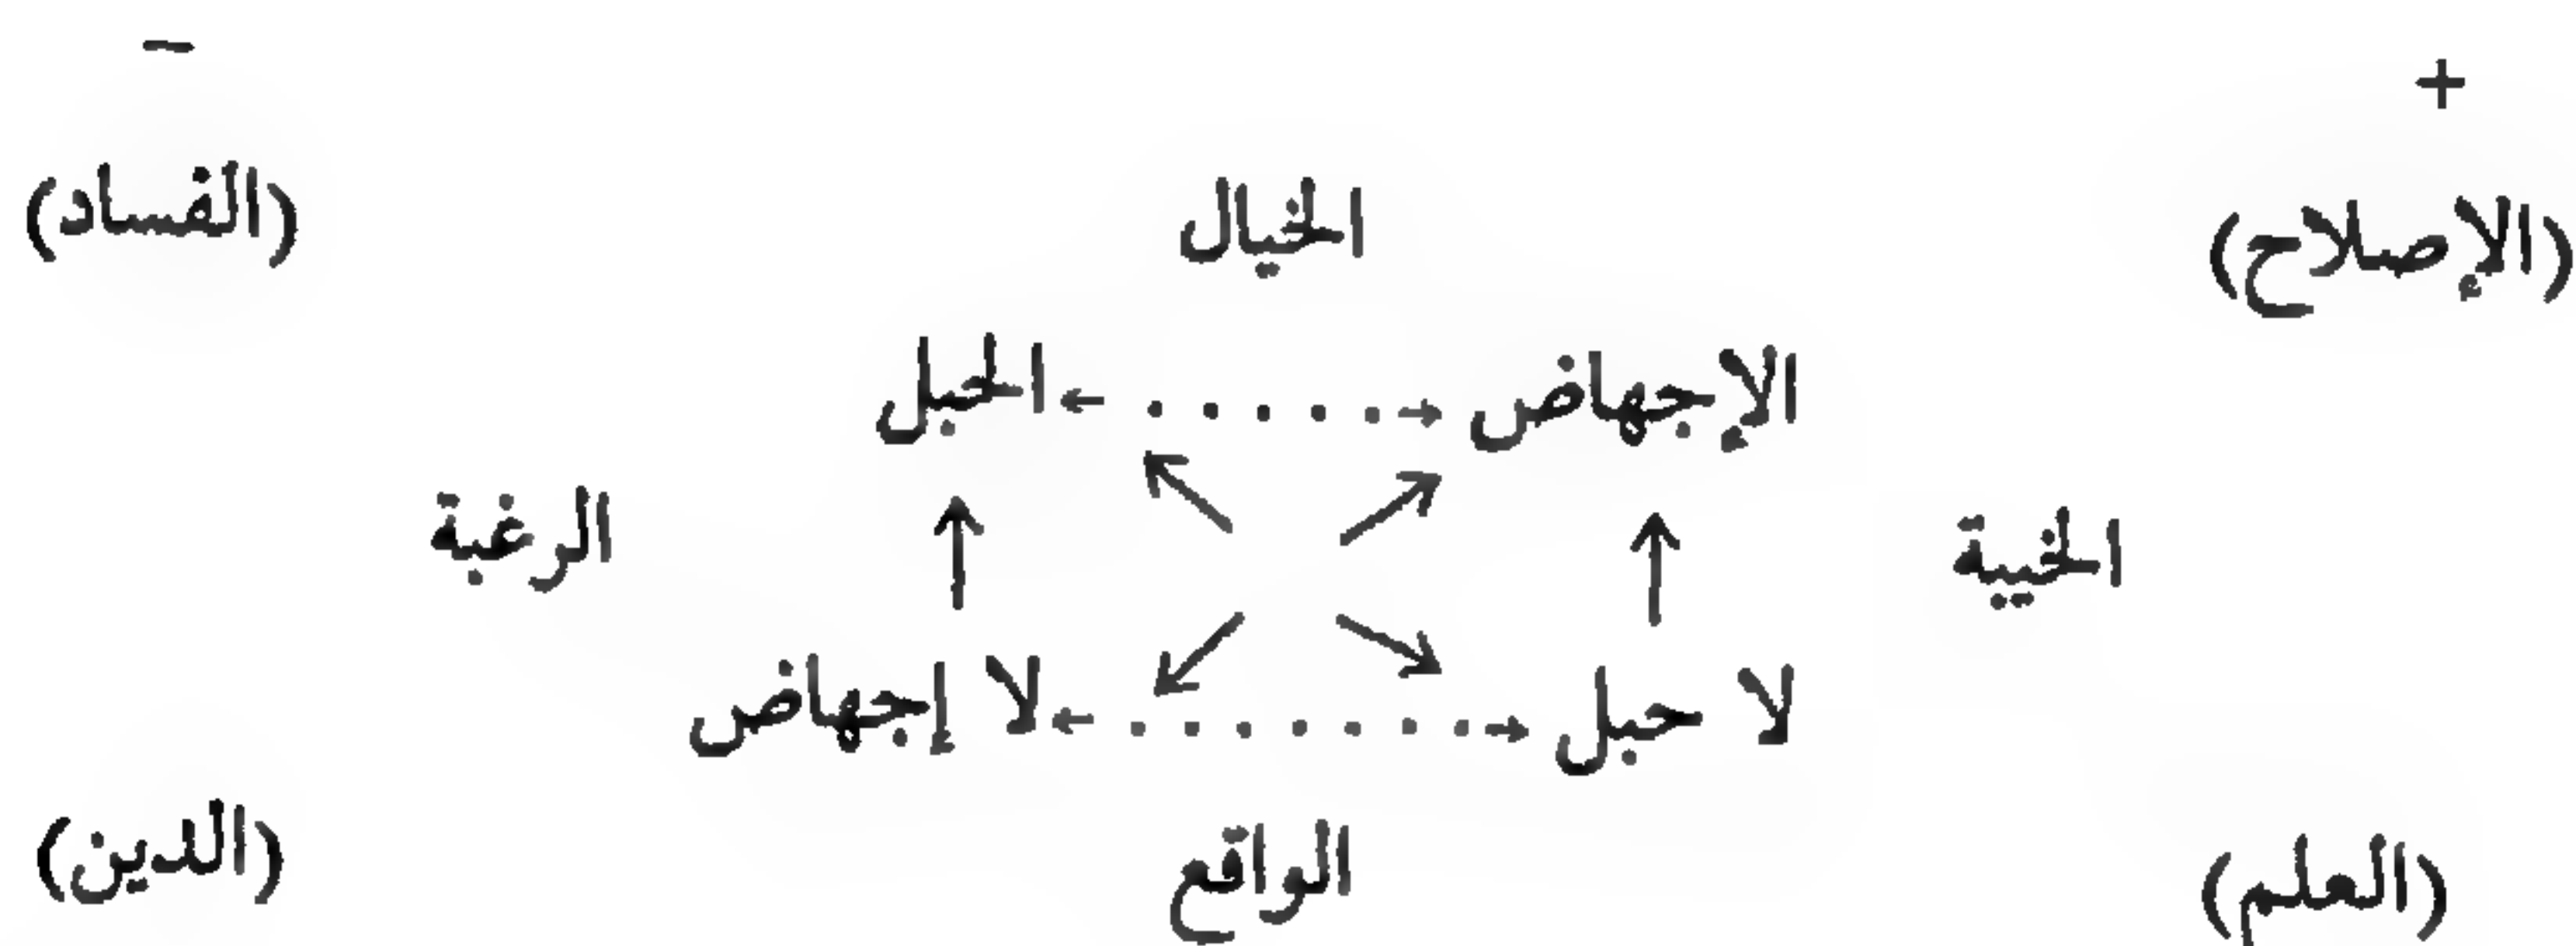 + -
(الإصلاح) الخيال (الفساد)
الإجهاض ←.....→ الحبل
الخيبة الرغبة
لا حبل ←.......→ لا إجهاض
(العلم) الواقع (الدين)